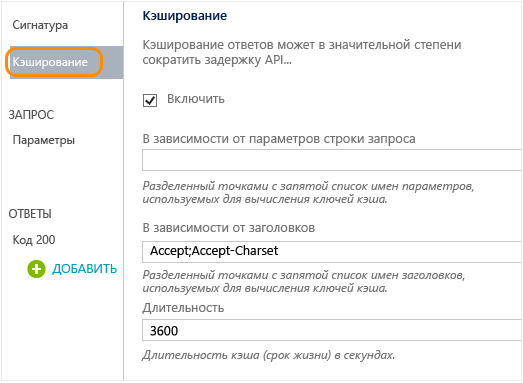 Сигнатура
Кэширование
ЗАПРОС
Параметры
ОТВЕТЫ
Код 200
ДОБАВИТЬ
Кэширование
Кэширование ответов может в значительной степени
сократить задержку API...
Включить
В зависимости от параметров строки запроса
Разделенный точками с запятой список имен параметров,
используемых для вычисления ключей кэша.
В зависимости от заголовков
Accept;Accept-Charset
Разделенный точками с запятой список имен заголовков,
используемых для вычисления ключей кэша.
Длительность
3600
Длительность кэша (срок жизни) в секундах.